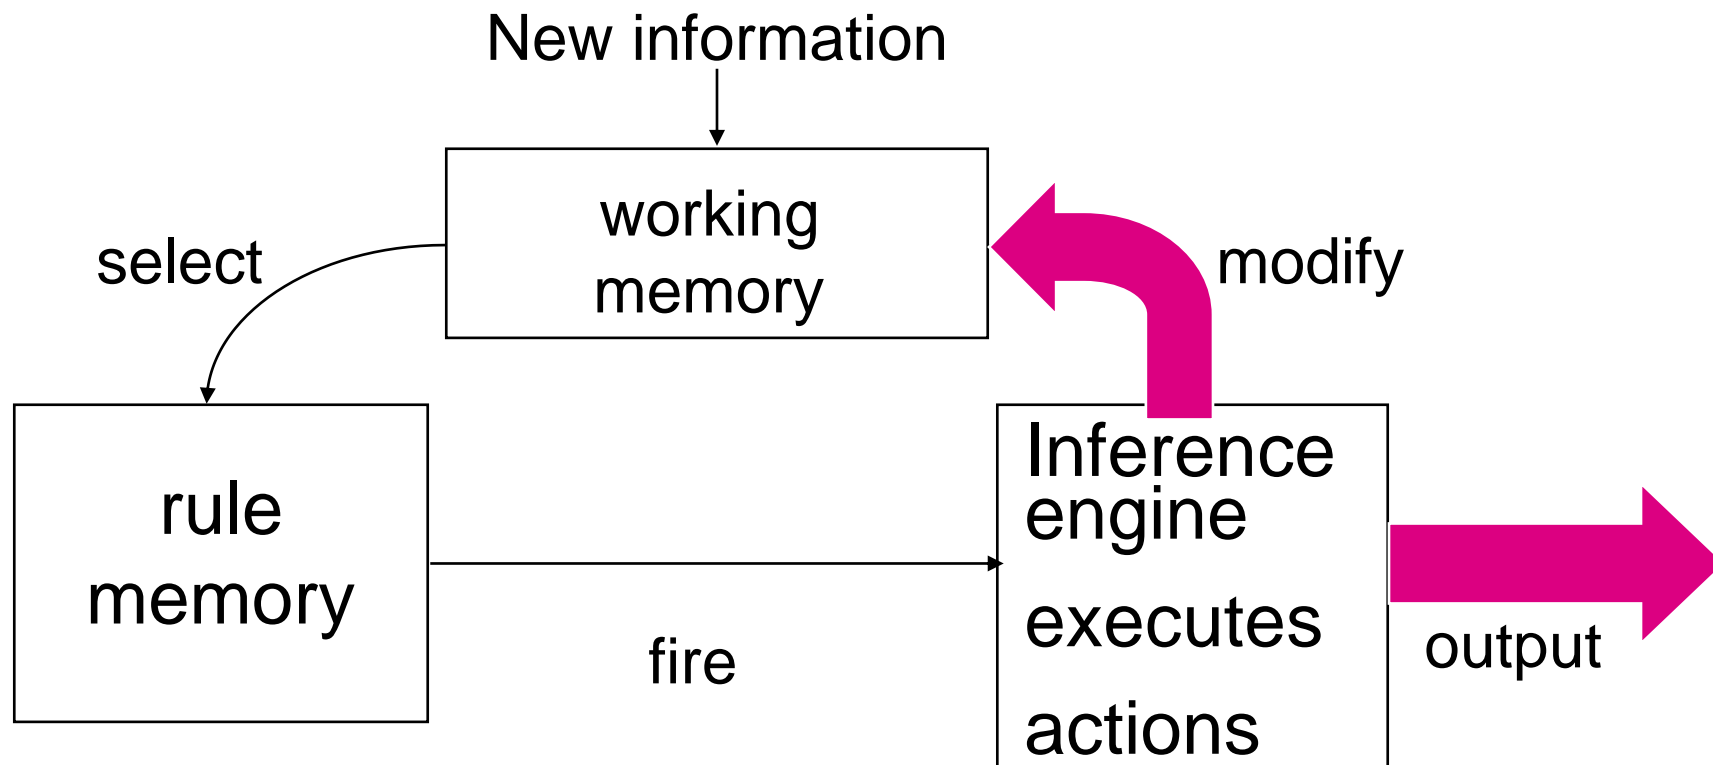 New information
working
memory
select
modify
rule
memory
fire
Inference
engine
executes
actions
output